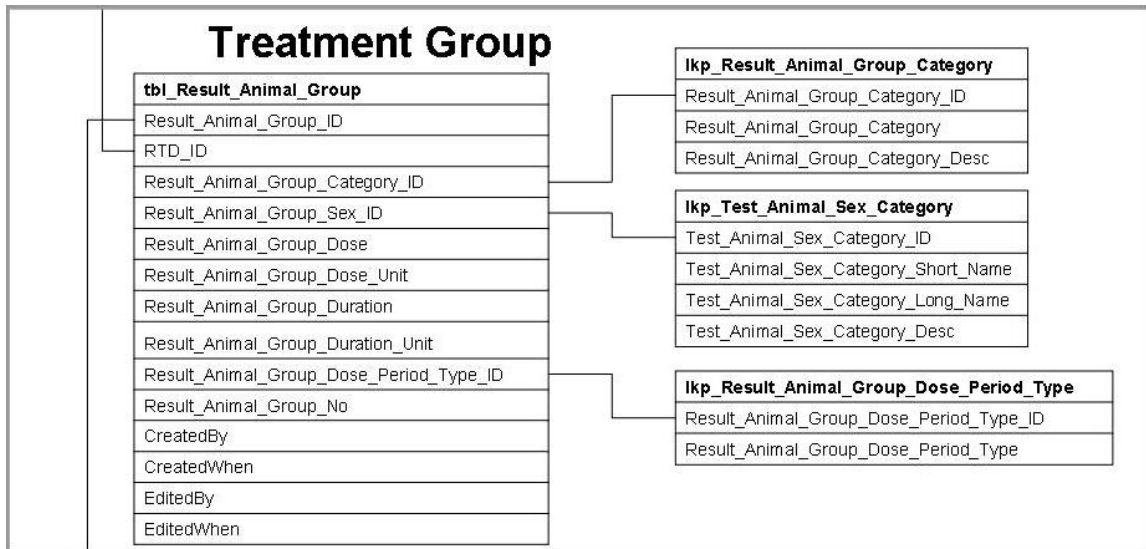 Treatment Group
tbl_Result_Animal_Group
Result_Animal_Group_ID
RTD_ID
Result_Animal_Group_Category_ID
Result_Animal_Group_Sex_ID
Result_Animal_Group_Dose
Result_Animal_Group_Dose_Unit
Result_Animal_Group_Duration
Result_Animal_Group_Duration_Unit
Result_Animal_Group_Dose_Period_Type_ID
Result_Animal_Group_No
CreatedBy
CreatedWhen
EditedBy
EditedWhen
lkp_Result_Animal_Group_Category
Result_Animal_Group_Category_ID
Result_Animal_Group_Category
Result_Animal_Group_Category_Desc
lkp_Test_Animal_Sex_Category
Test_Animal_Sex_Category_ID
Test_Animal_Sex_Category_Short_Name
Test_Animal_Sex_Category_Long_Name
Test_Animal_Sex_Category_Desc
lkp_Result_Animal_Group_Dose_Period_Type
Result_Animal_Group_Dose_Period_Type_ID
Result_Animal_Group_Dose_Period_Type